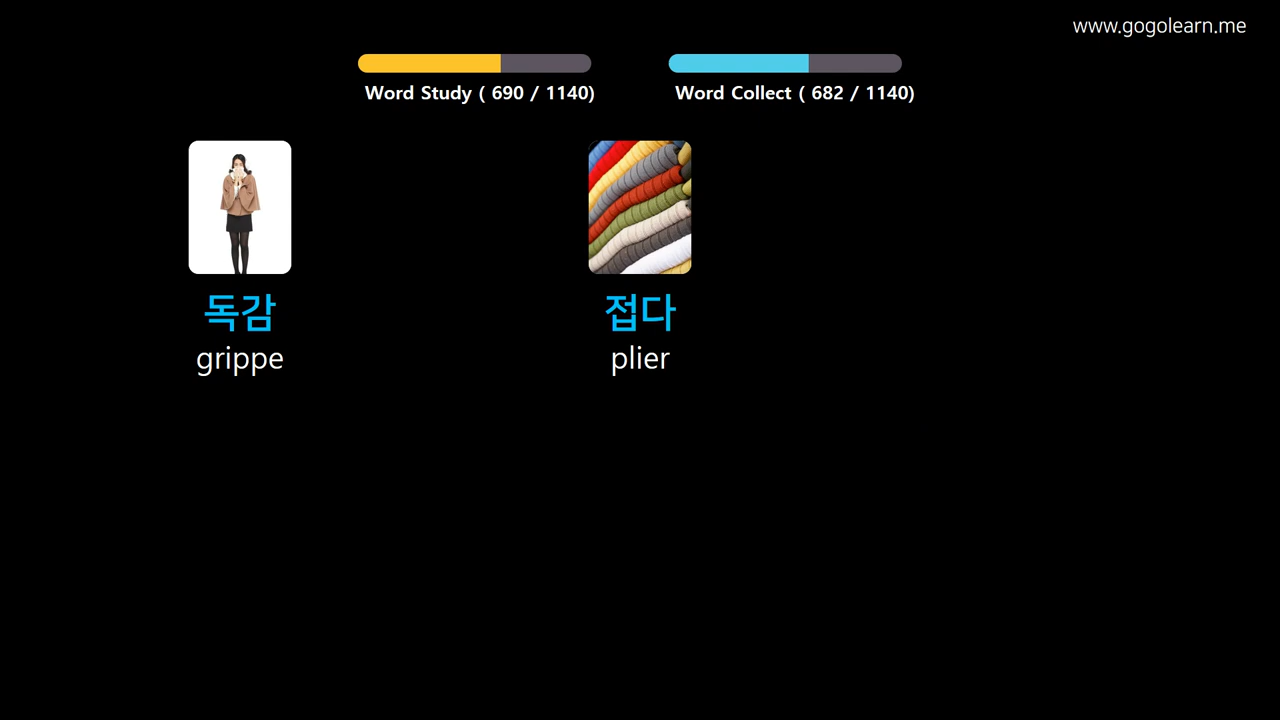 www.gogolearn.me
Word Study ( 690 / 1140)
Word Collect ( 682 / 1140)
독감
grippe
접다
plier